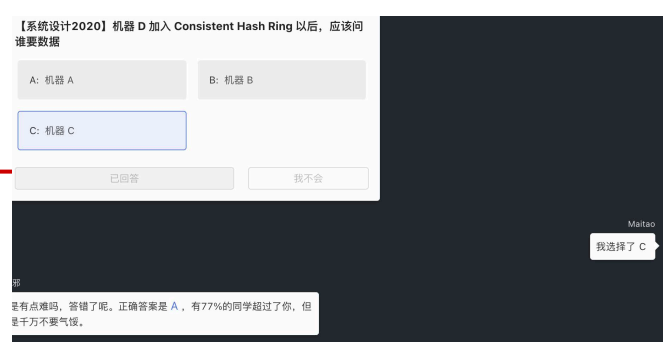 【系统设计2020】机器 D 加入 Consistent Hash Ring 以后，应该问
谁要数据
A: 机器 A
B: 机器 B
C: 机器 C
已回答
我不会
Maitao
我选择了 C
邪
是有点难吗，答错了呢。正确答案是 A ，有77%的同学超过了你，但
是千万不要气馁。